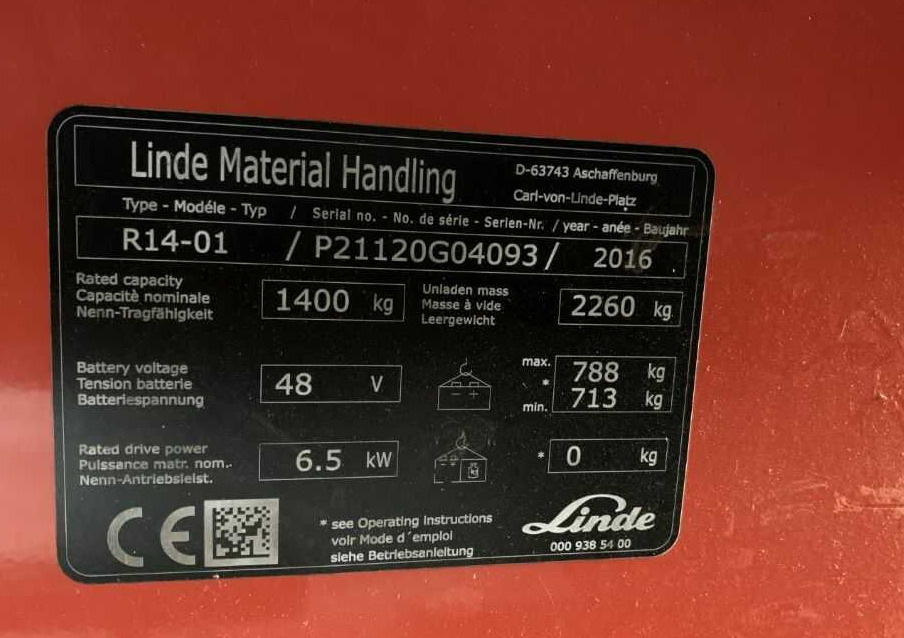 Linde Material Handling
D-63743 Aschaffenburg
Carl-von-Linde-Platz
Type - Modéle - Typ / Serial no. - No. de série - Serien-Nr. / year - anée - Baujahr
R14-01 / P21120G04093 / 2016
Rated capacity
Capacitè nominale
Nenn-Tragfähigkeit
1400 kg
Unladen mass
Masse à vide
Leergewicht
2260 kg
Battery voltage
Tension batterie
Batteriespannung
48 V
max. 788 kg
*
min. 713 kg
Rated drive power
Puissance matr. nom..
Nenn-Antriebsleist.
6.5 kW
* 0 kg
CE
* see Operating Instructions
voir Mode d´emploi
siehe Betriebsanleitung
Linde
000 938 54 00